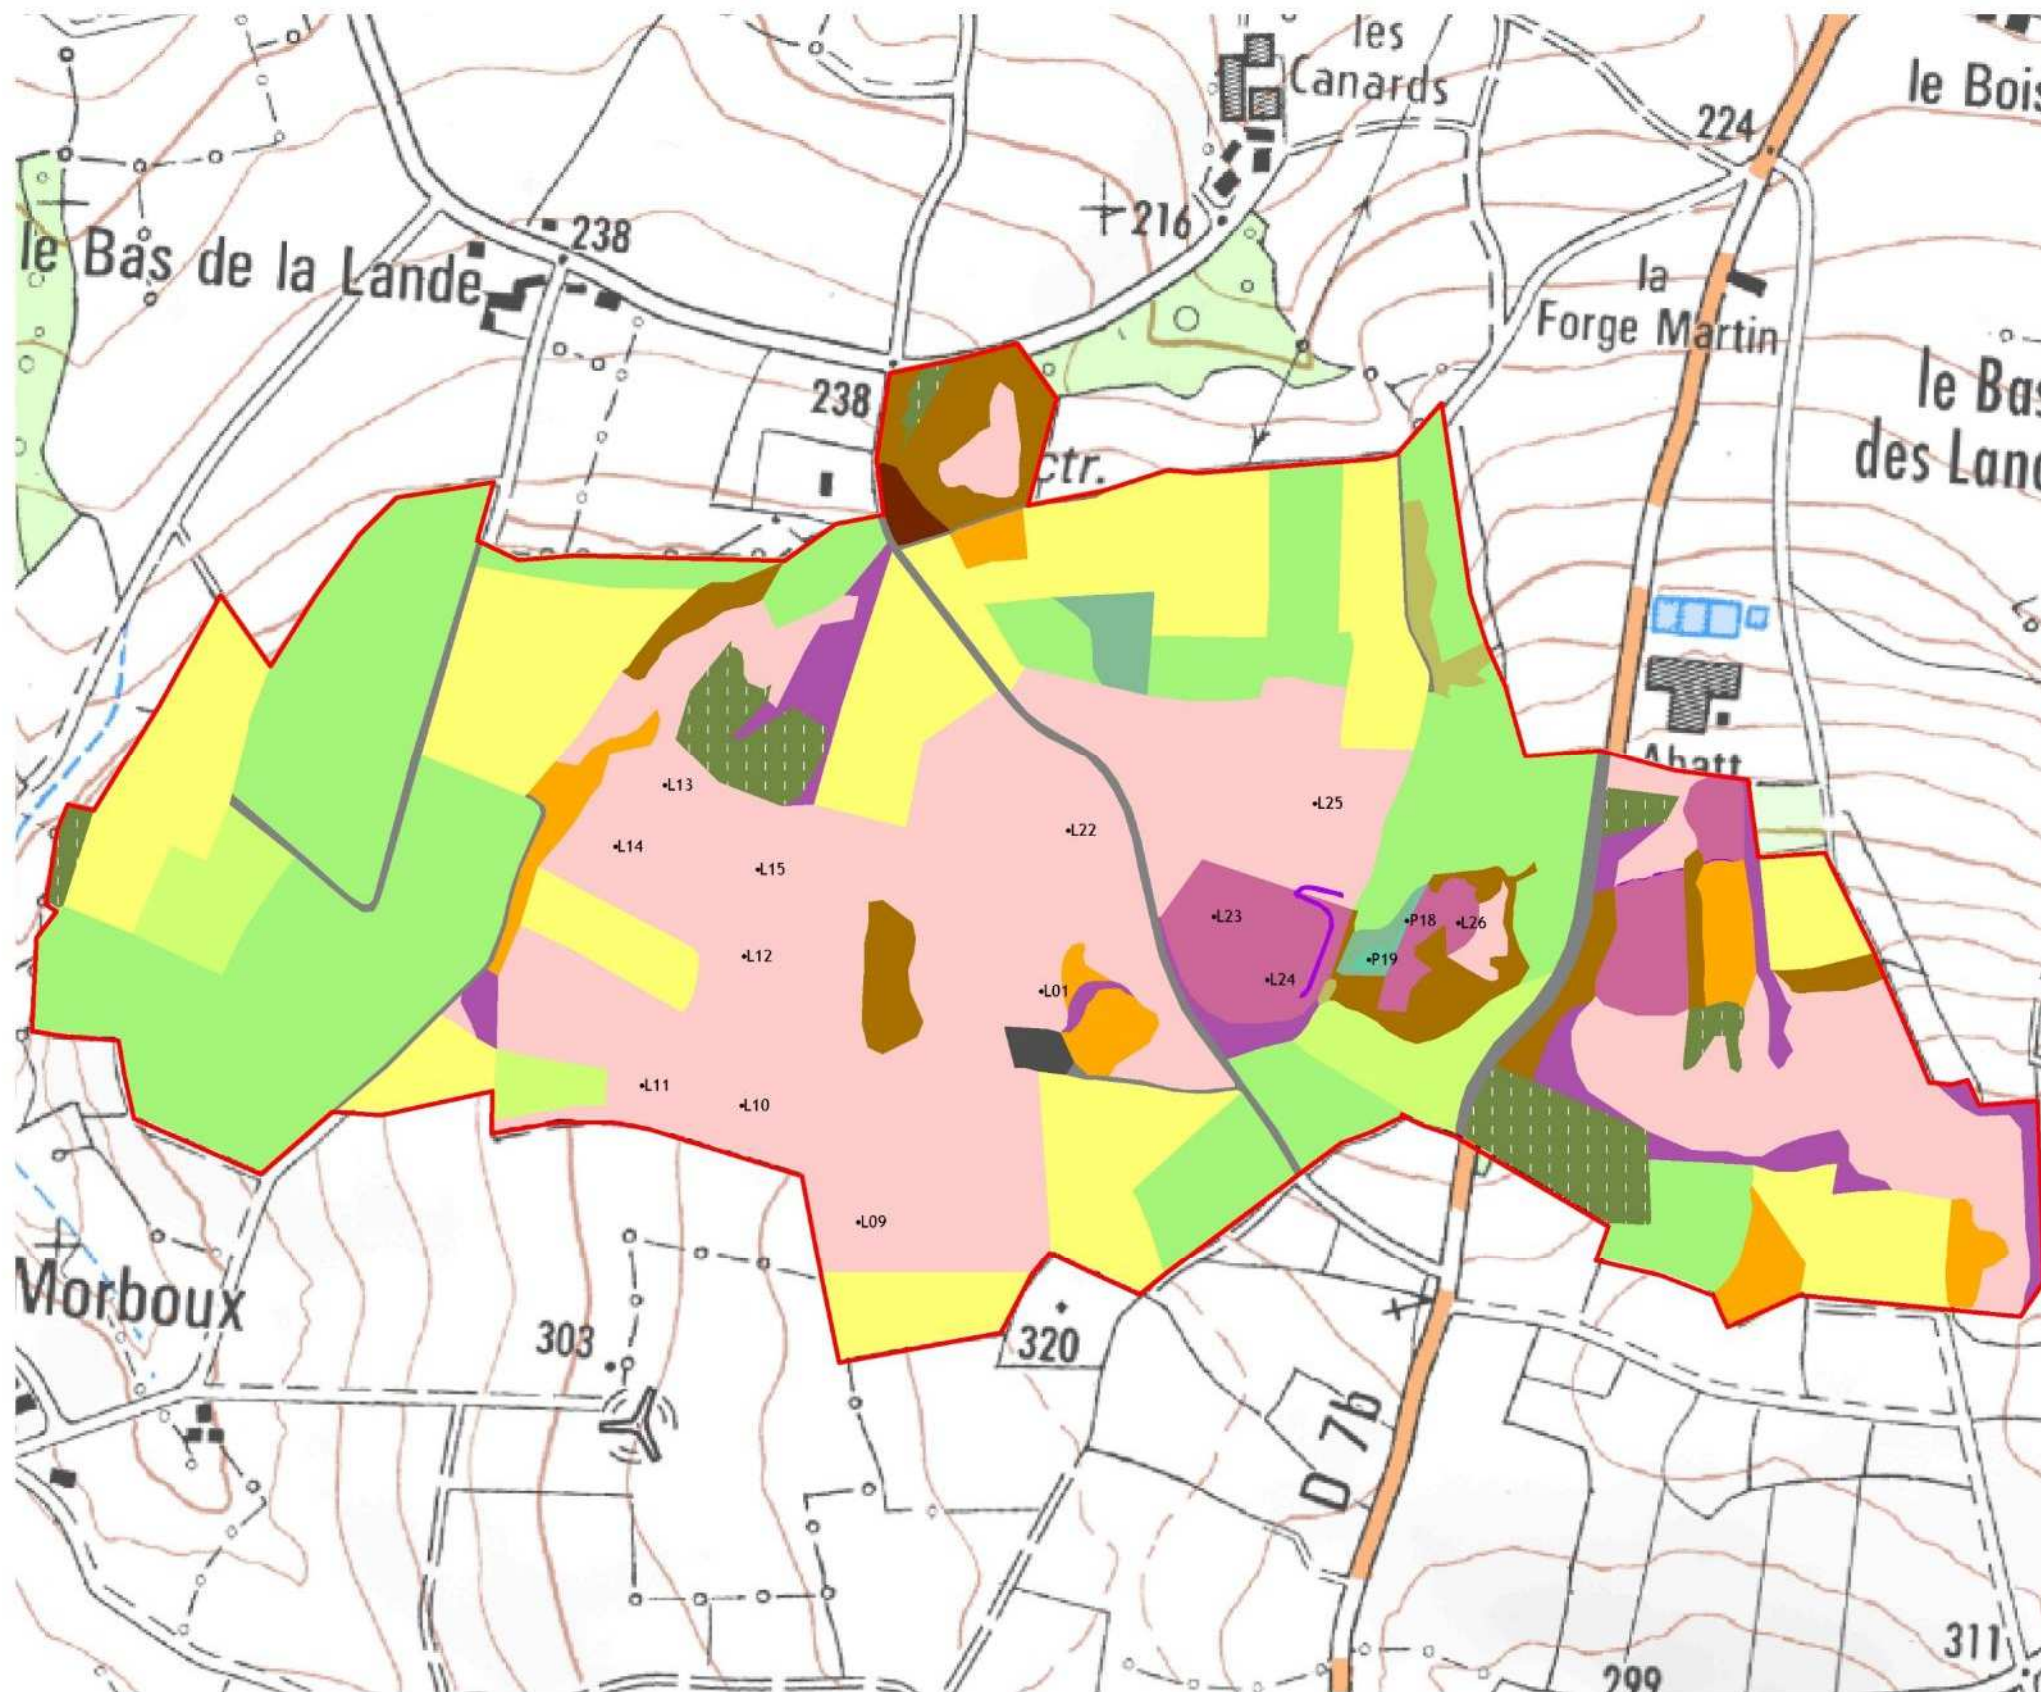 les
Canards
le Bois
224
216
le Bas de la Lande
238
la
Forge Martin
le Bas
des Land
238
ctr.
Abatt
L13
L25
L22
L14
L15
L23
P18
L26
L12
P19
L24
L01
L11
L10
L09
Morboux
303
320
D 7b
311
299